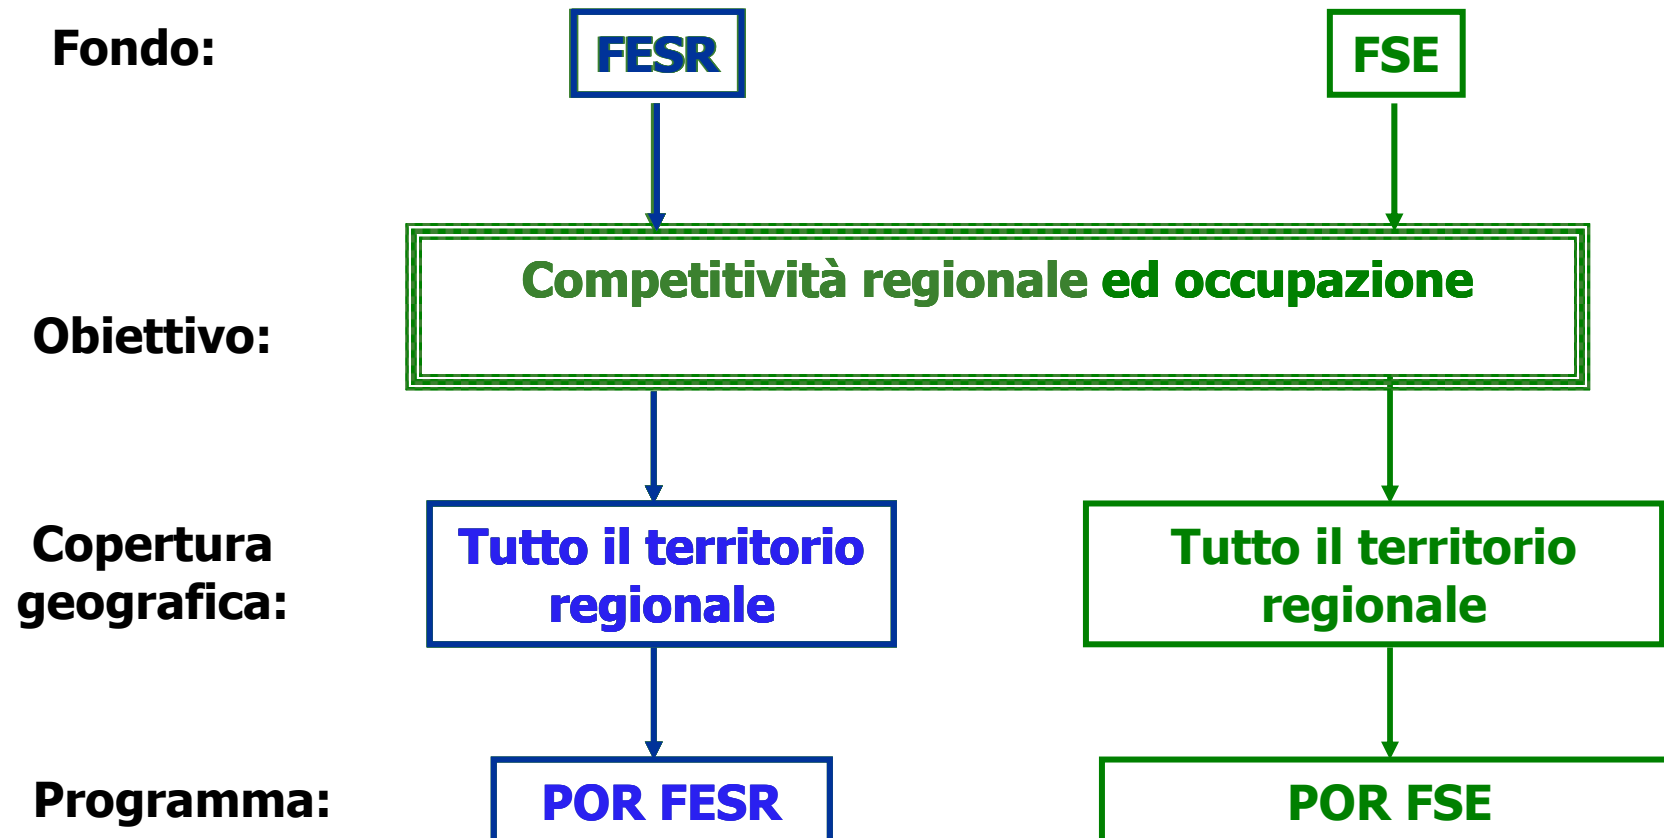 Fondo:
FESR
FSE
Competitività regionale ed occupazione
Obiettivo:
Copertura
geografica:
Tutto il territorio
regionale
Tutto il territorio
regionale
Programma:
POR FESR
POR FSE